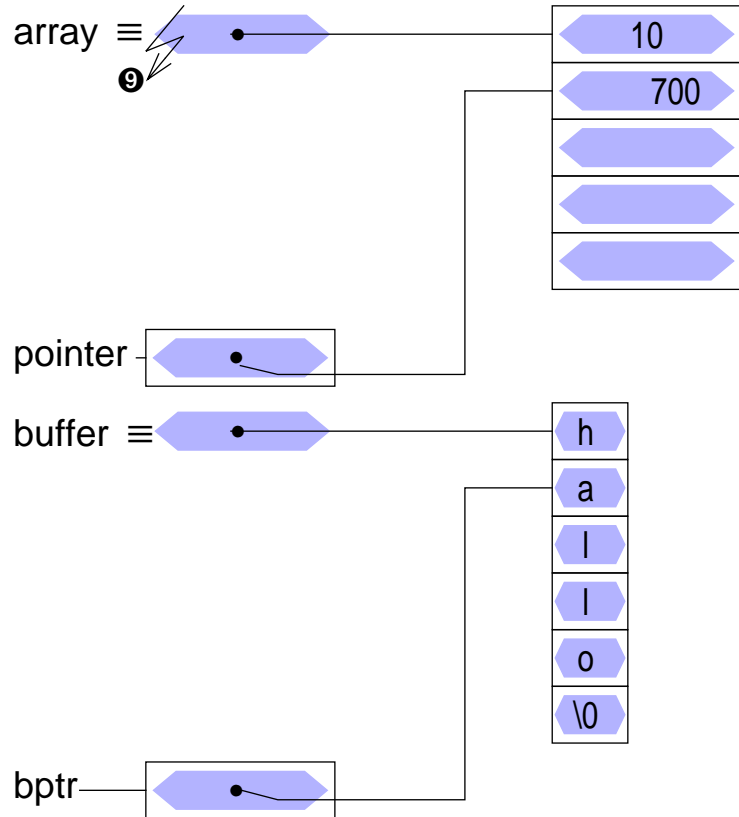 array ≡ 10
❾
700
pointer
buffer ≡ h
a
l
l
o
\0
bptr